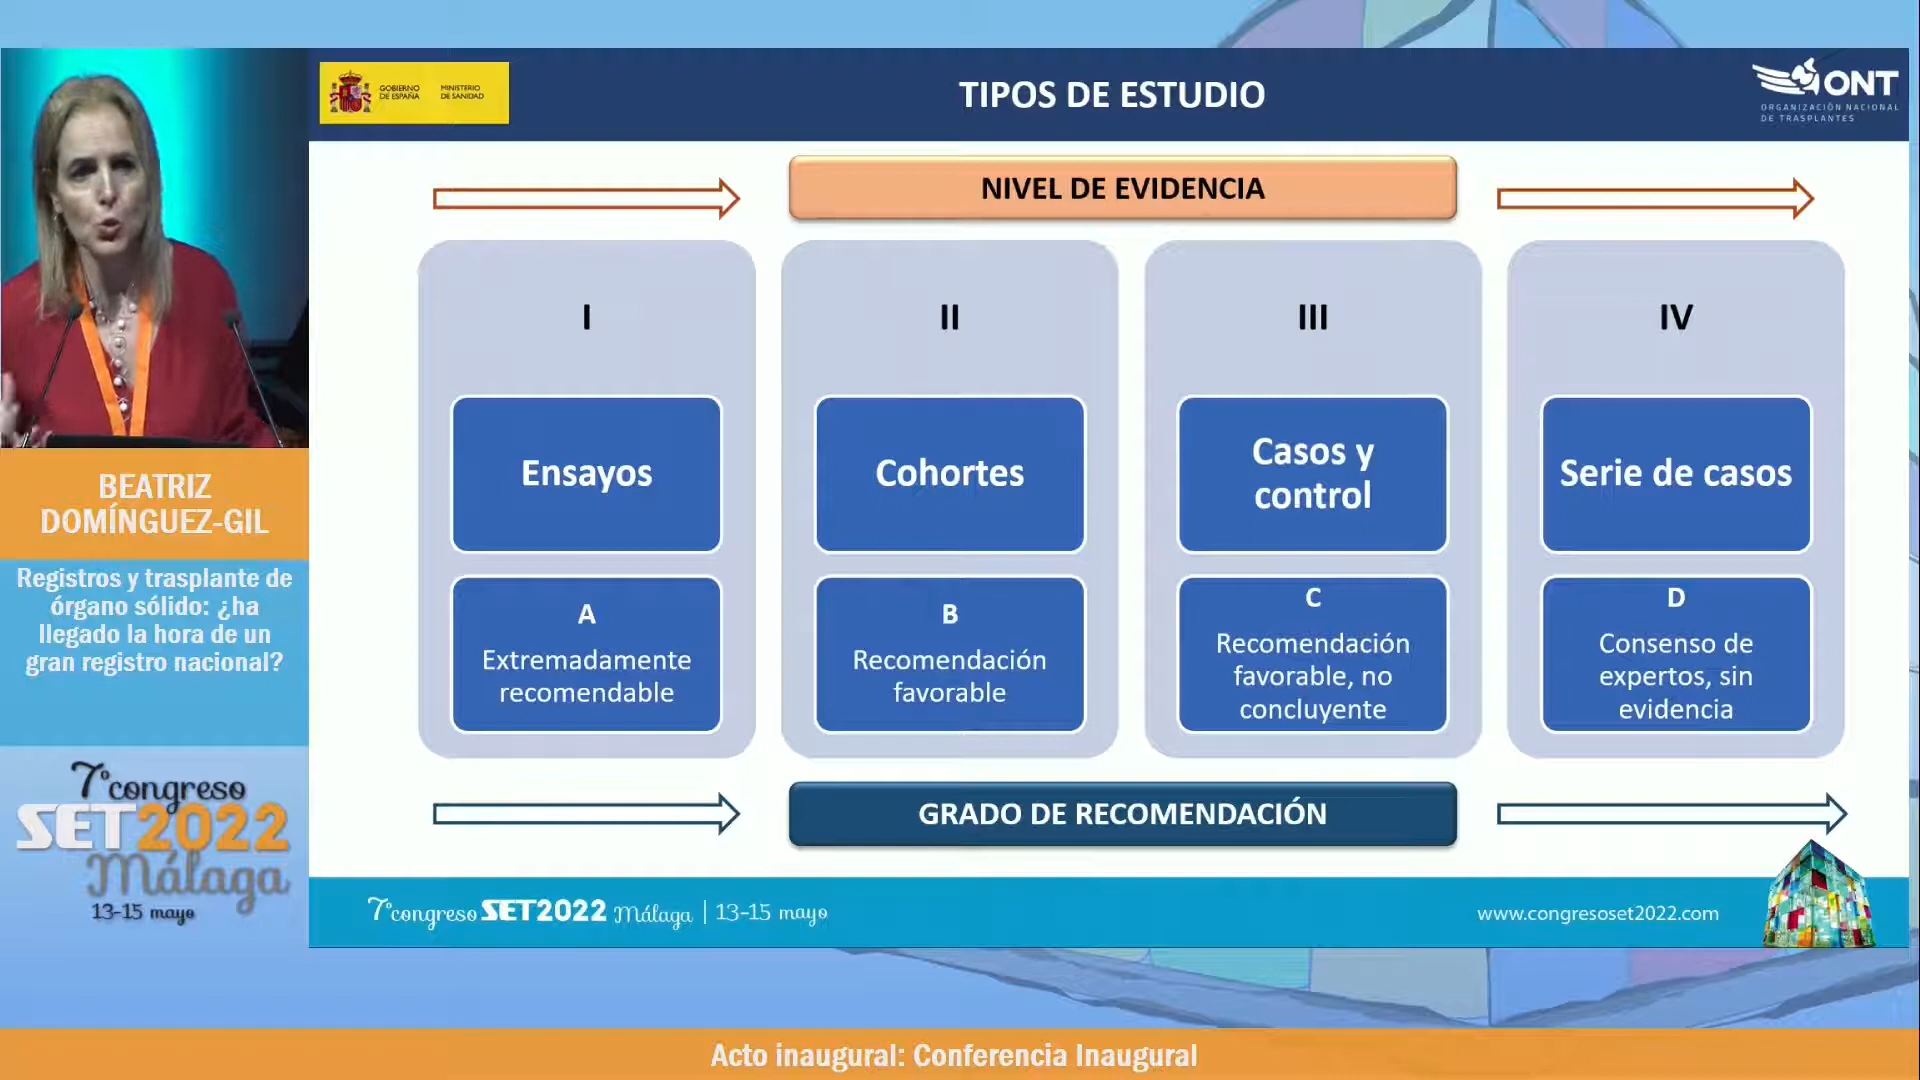 GOBIERNO
DE ESPAÑA
MINISTERIO
DE SANIDAD
TIPOS DE ESTUDIO
ONT
ORGANIZACIÓN NACIONAL
DE TRASPLANTES
NIVEL DE EVIDENCIA
I
II
III
IV
Ensayos
Cohortes
Casos y
control
Serie de casos
A
Extremadamente
recomendable
B
Recomendación
favorable
C
Recomendación
favorable, no
concluyente
D
Consenso de
expertos, sin
evidencia
GRADO DE RECOMENDACIÓN
7º congreso SET2022 Málaga | 13-15 mayo
www.congresoset2022.com
BEATRIZ
DOMÍNGUEZ-GIL
Registros y trasplante de
órgano sólido: ¿ha
llegado la hora de un
gran registro nacional?
7º congreso
SET2022
Málaga
13-15 mayo
Acto inaugural: Conferencia Inaugural